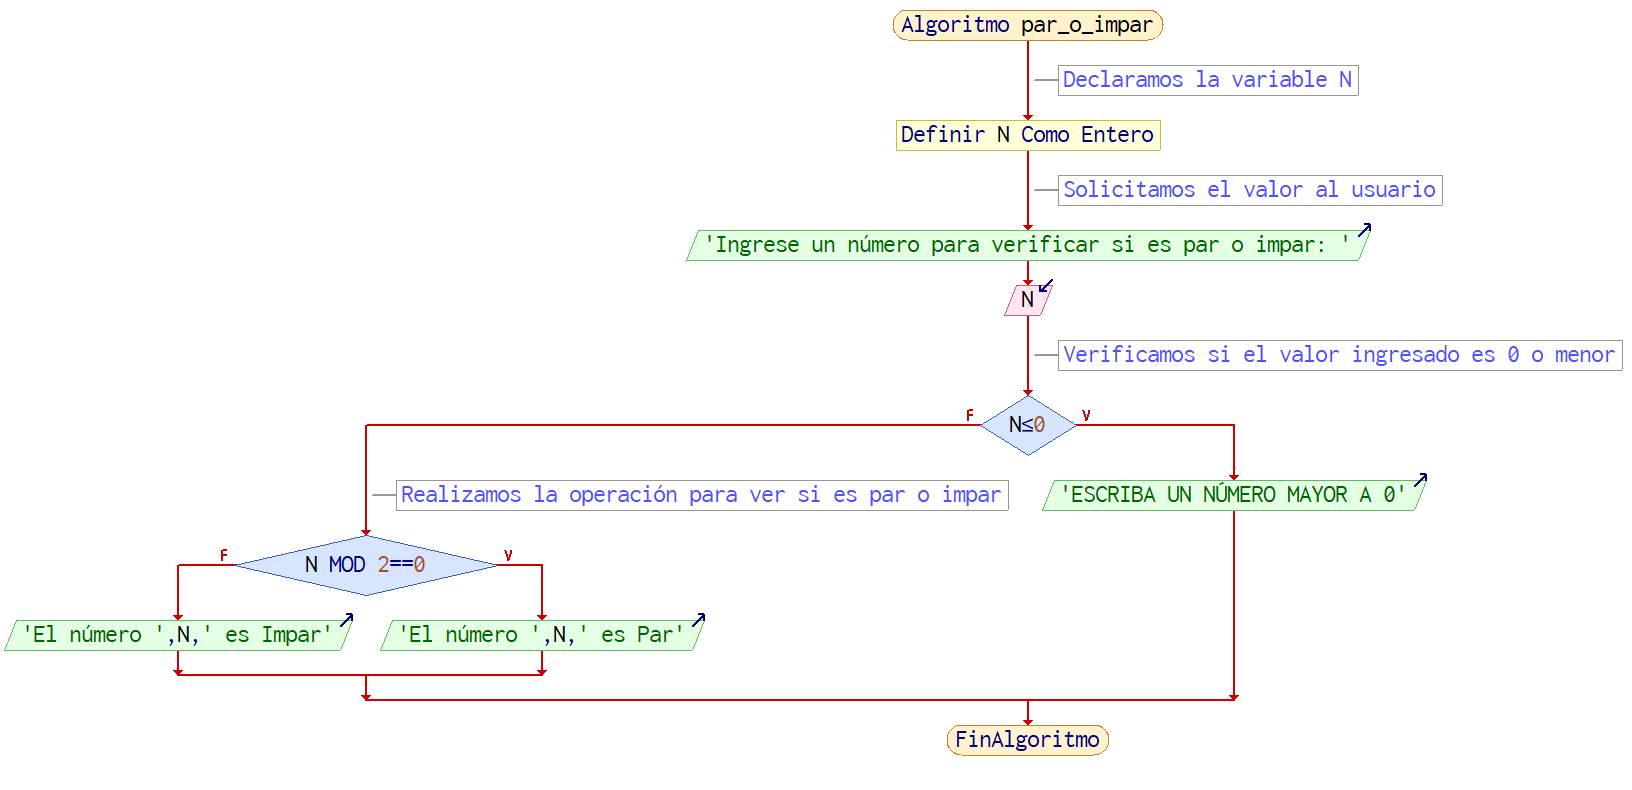 Algoritmo par_o_impar
Declaramos la variable N
Definir N Como Entero
Solicitamos el valor al usuario
'Ingrese un número para verificar si es par o impar: '
N
Verificamos si el valor ingresado es 0 o menor
F
N≤0
V
Realizamos la operación para ver si es par o impar
'ESCRIBA UN NÚMERO MAYOR A 0'
F
N MOD 2==0
V
'El número ',N,' es Impar'
'El número ',N,' es Par'
FinAlgoritmo